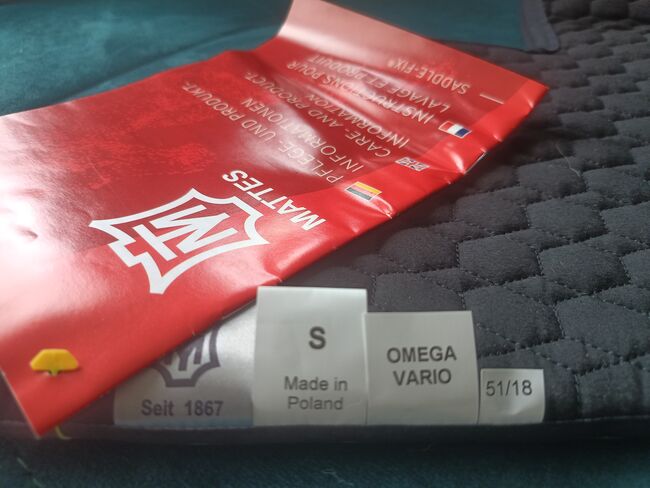 SADDLE-FIX®
PFLEGE- UND PRODUKT-
INFORMATIONEN
CARE- AND PRODUCT-
INFORMATION
INSTRUCTIONS POUR
LAVAGE ET PRODUIT
MATTES
M
S
Made in
Poland
OMEGA
VARIO
51/18
Seit 1867